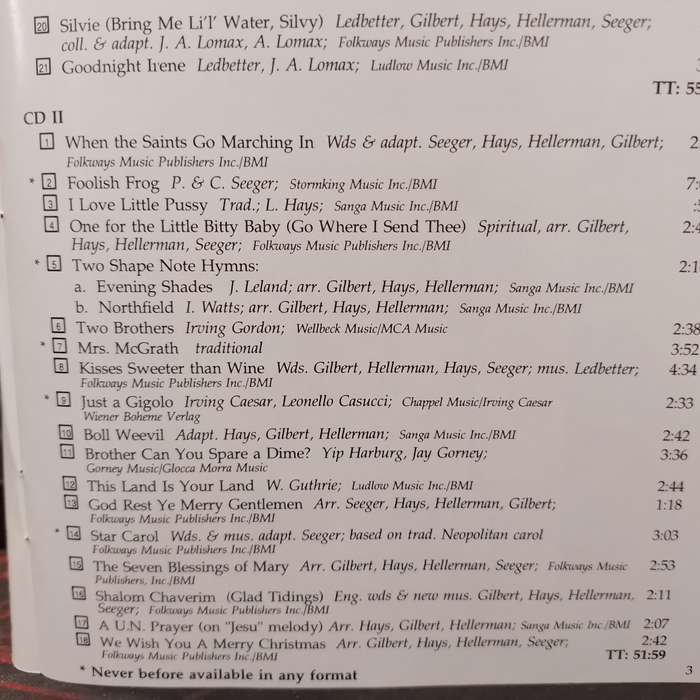 20 Silvie (Bring Me Li'l' Water, Silvy) Ledbetter, Gilbert, Hays, Hellerman, Seeger;
coll. & adapt. J. A. Lomax, A. Lomax; Folkways Music Publishers Inc./BMI
21 Goodnight Irene Ledbetter, J. A. Lomax; Ludlow Music Inc./BMI
TT: 55
CD II
1 When the Saints Go Marching In Wds & adapt. Seeger, Hays, Hellerman, Gilbert; 2:
Folkways Music Publishers Inc./BMI
* 2 Foolish Frog P. & C. Seeger; Stormking Music Inc./BMI 7:
3 I Love Little Pussy Trad.; L. Hays; Sanga Music Inc./BMI
4 One for the Little Bitty Baby (Go Where I Send Thee) Spiritual, arr. Gilbert, 2:4
Hays, Hellerman, Seeger; Folkways Music Publishers Inc./BMI
* 5 Two Shape Note Hymns: 2:1
a. Evening Shades J. Leland; arr. Gilbert, Hays, Hellerman; Sanga Music Inc./BMI
b. Northfield I. Watts; arr. Gilbert, Hays, Hellerman; Sanga Music Inc./BMI
6 Two Brothers Irving Gordon; Wellbeck Music/MCA Music 2:38
* 7 Mrs. McGrath traditional 3:52
8 Kisses Sweeter than Wine Wds. Gilbert, Hellerman, Hays, Seeger; mus. Ledbetter; 4:34
Folkways Music Publishers Inc./BMI
* 9 Just a Gigolo Irving Caesar, Leonello Casucci; Chappel Music/Irving Caesar 2:33
Wiener Boheme Verlag
10 Boll Weevil Adapt. Hays, Gilbert, Hellerman; Sanga Music Inc./BMI 2:42
11 Brother Can You Spare a Dime? Yip Harburg, Jay Gorney; 3:36
Gorney Music/Glocca Morra Music
12 This Land Is Your Land W. Guthrie; Ludlow Music Inc./BMI 2:44
13 God Rest Ye Merry Gentlemen Arr. Seeger, Hays, Hellerman, Gilbert; 1:18
Folkways Music Publishers Inc./BMI
* 14 Star Carol Wds. & mus. adapt. Seeger; based on trad. Neopolitan carol 3:03
Folkways Music Publishers Inc./BMI
15 The Seven Blessings of Mary Arr. Gilbert, Hays, Hellerman, Seeger; Folkways Music 2:53
Publishers, Inc./BMI
16 Shalom Chaverim (Glad Tidings) Eng. wds & new mus. Gilbert, Hays, Hellerman, 2:11
Seeger; Folkways Music Publishers Inc./BMI
17 A U.N. Prayer (on "Jesu" melody) Arr. Gilbert, Hays, Hellerman; Sanga Music Inc./BMI 2:07
18 We Wish You A Merry Christmas Arr. Gilbert, Hays, Hellerman, Seeger; 2:42
Folkways Music Publishers Inc./BMI TT: 51:59
* Never before available in any format 3